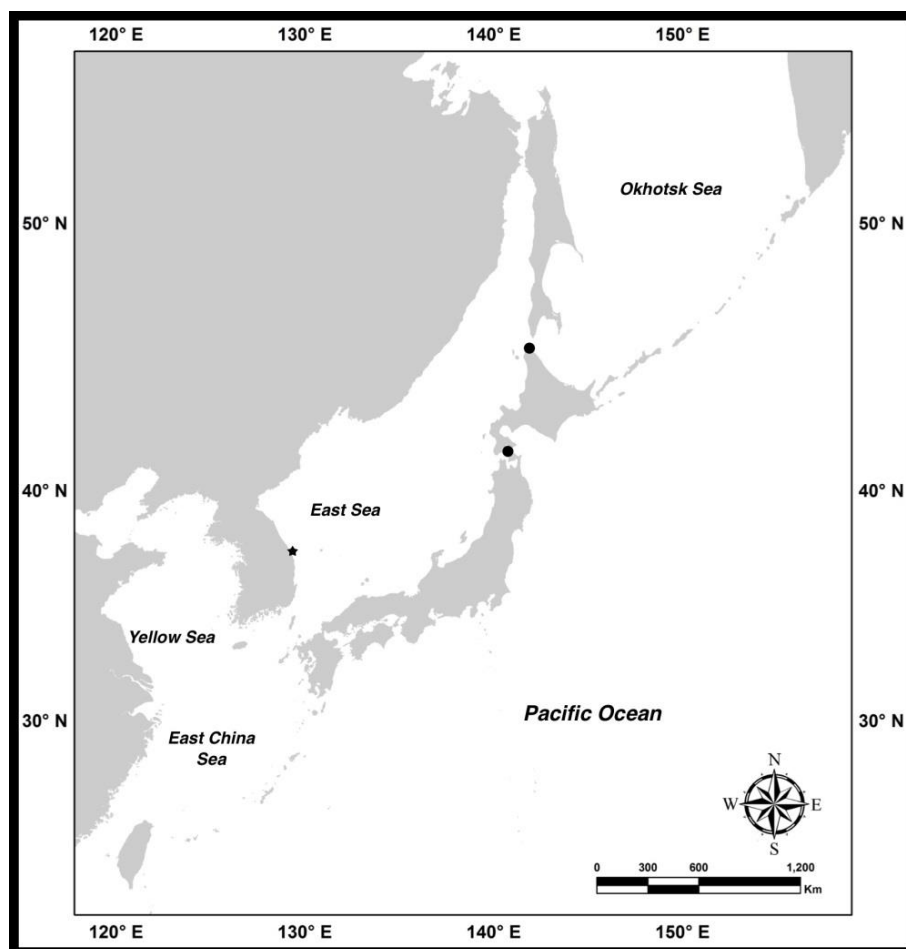 120° E 130° E 140° E 150° E
Okhotsk Sea
50° N 50° N
40° N 40° N
East Sea
Yellow Sea
30° N 30° N
Pacific Ocean
East China
Sea
N
W E
S
0 300 600 1,200
Km
120° E 130° E 140° E 150° E